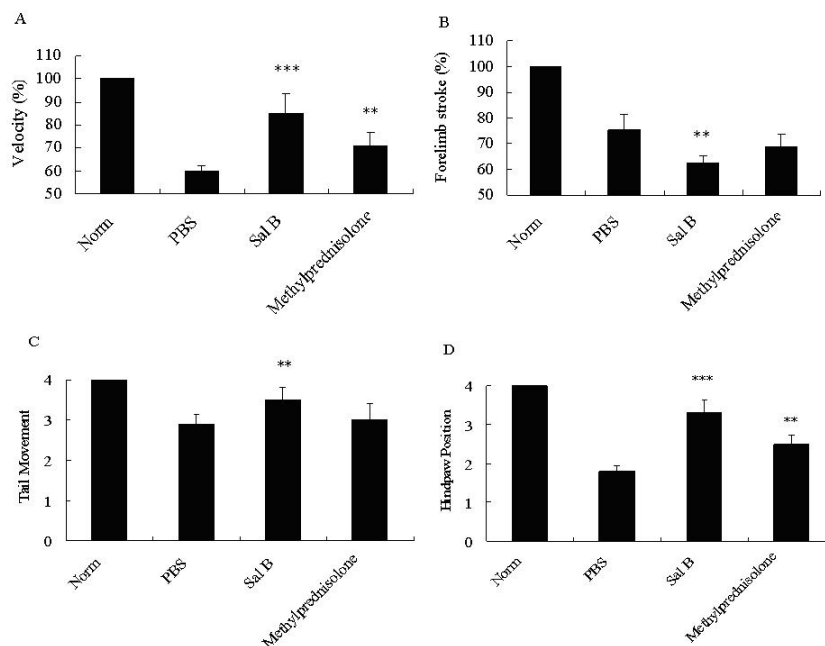 A
Velocity (%)
110
100
90
80
70
60
50
***
**
Norm
PBS
Sal B
Methylprednisolone
B
Forelimb stroke (%)
110
100
90
80
70
60
50
**
Norm
PBS
Sal B
Methylprednisolone
C
Tail Movement
4
3
2
1
0
**
Norm
PBS
Sal B
Methylprednisolone
D
Hindpaw Position
4
3
2
1
0
***
**
Norm
PBS
Sal B
Methylprednisolone